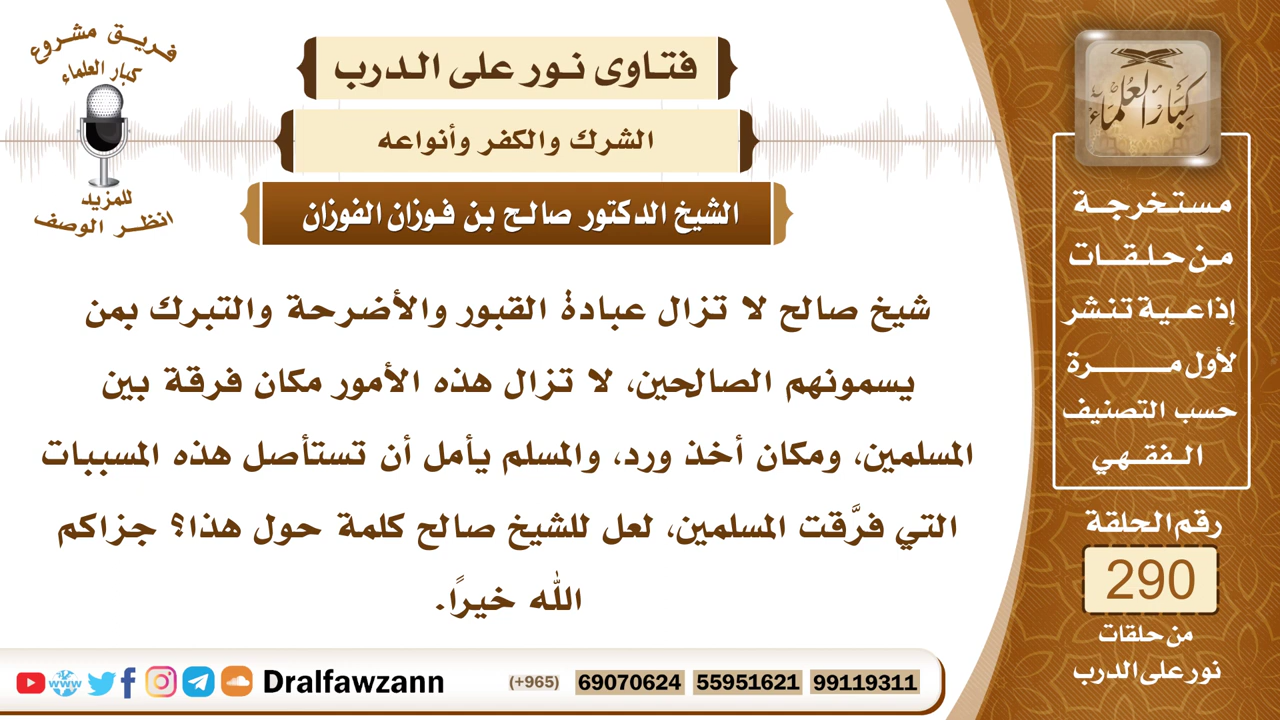 فريق مشروع
كبار العلماء
للمزيد
انظر الوصف
فتاوى نور على الدرب
الشرك والكفر وأنواعه
الشيخ الدكتور صالح بن فوزان الفوزان
شيخ صالح لا تزال عبادةُ القبور والأضرحة والتبرك بمن
يسمونهم الصالحين، لا تزال هذه الأمور مكان فرقة بين
المسلمين، ومكان أخذ ورد، والمسلم يأمل أن تستأصل هذه المسببات
التي فرَّقت المسلمين، لعل للشيخ صالح كلمة حول هذا؟ جزاكم
الله خيرًا.
كبار العلماء
مستخرجة
من حلقات
إذاعية تنشر
لأول مرة
حسب التصنيف
الفقهي
رقم الحلقة
290
من حلقات
نور على الدرب
www
Dralfawzann
(+965) 69070624 55951621 99119311